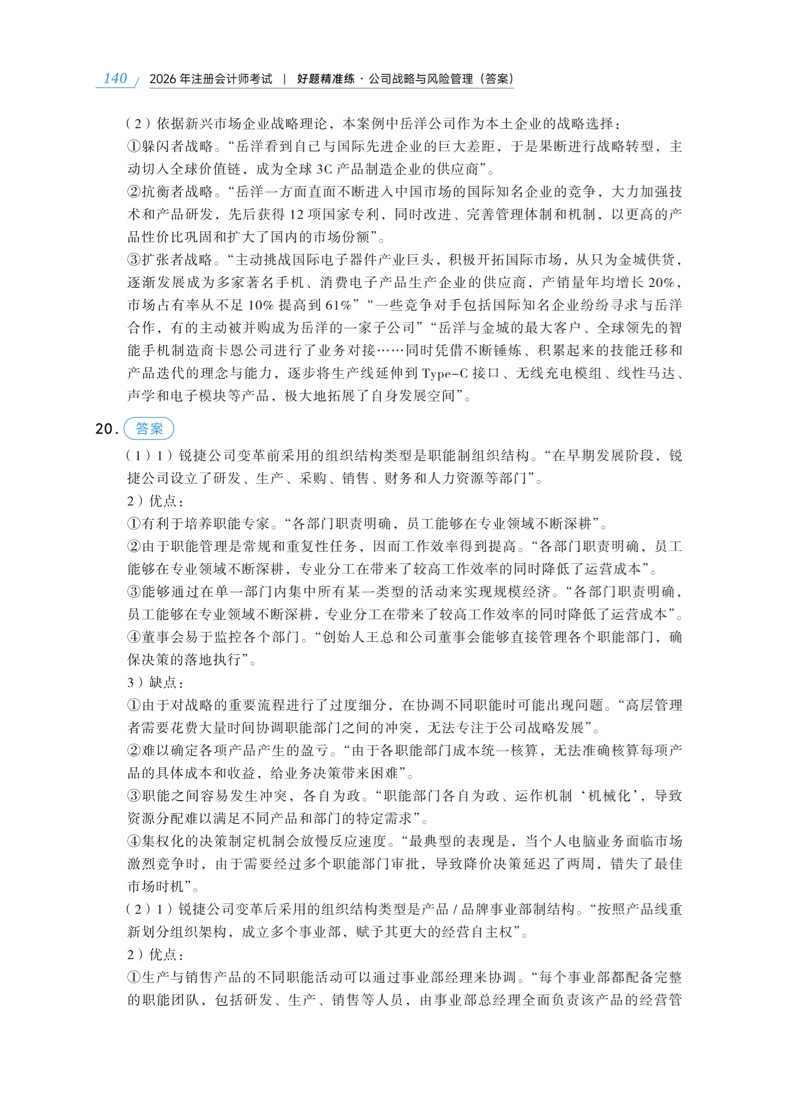 140 2026 年注册会计师考试 | 好题精准练·公司战略与风险管理（答案）
（2）依据新兴市场企业战略理论，本案例中岳洋公司作为本土企业的战略选择：
①躲闪者战略。“岳洋看到自己与国际先进企业的巨大差距，于是果断进行战略转型，主
动切入全球价值链，成为全球 3C 产品制造企业的供应商”。
②抗衡者战略。“岳洋一方面直面不断进入中国市场的国际知名企业的竞争，大力加强技
术和产品研发，先后获得 12 项国家专利，同时改进、完善管理体制和机制，以更高的产
品性价比巩固和扩大了国内的市场份额”。
③扩张者战略。“主动挑战国际电子器件产业巨头，积极开拓国际市场，从只为金城供货，
逐渐发展成为多家著名手机、消费电子产品生产企业的供应商，产销量年均增长 20%，
市场占有率从不足 10% 提高到 61%”“一些竞争对手包括国际知名企业纷纷寻求与岳洋
合作，有的主动被并购成为岳洋的一家子公司”“岳洋与金城的最大客户、全球领先的智
能手机制造商卡恩公司进行了业务对接……同时凭借不断锤炼、积累起来的技能迁移和
产品迭代的理念与能力，逐步将生产线延伸到 Type-C 接口、无线充电模组、线性马达、
声学和电子模块等产品，极大地拓展了自身发展空间”。
20. 答案
（1）1）锐捷公司变革前采用的组织结构类型是职能制组织结构。“在早期发展阶段，锐
捷公司设立了研发、生产、采购、销售、财务和人力资源等部门”。
2）优点：
①有利于培养职能专家。“各部门职责明确，员工能够在专业领域不断深耕”。
②由于职能管理是常规和重复性任务，因而工作效率得到提高。“各部门职责明确，员工
能够在专业领域不断深耕，专业分工在带来了较高工作效率的同时降低了运营成本”。
③能够通过在单一部门内集中所有某一类型的活动来实现规模经济。“各部门职责明确，
员工能够在专业领域不断深耕，专业分工在带来了较高工作效率的同时降低了运营成本”。
④董事会易于监控各个部门。“创始人王总和公司董事会能够直接管理各个职能部门，确
保决策的落地执行”。
3）缺点：
①由于对战略的重要流程进行了过度细分，在协调不同职能时可能出现问题。“高层管理
者需要花费大量时间协调职能部门之间的冲突，无法专注于公司战略发展”。
②难以确定各项产品产生的盈亏。“由于各职能部门成本统一核算，无法准确核算每项产
品的具体成本和收益，给业务决策带来困难”。
③职能之间容易发生冲突，各自为政。“职能部门各自为政、运作机制‘机械化’，导致
资源分配难以满足不同产品和部门的特定需求”。
④集权化的决策制定机制会放慢反应速度。“最典型的表现是，当个人电脑业务面临市场
激烈竞争时，由于需要经过多个职能部门审批，导致降价决策延迟了两周，错失了最佳
市场时机”。
（2）1）锐捷公司变革后采用的组织结构类型是产品 / 品牌事业部制结构。“按照产品线重
新划分组织架构，成立多个事业部，赋予其更大的经营自主权”。
2）优点：
①生产与销售产品的不同职能活动可以通过事业部经理来协调。“每个事业部都配备完整
的职能团队，包括研发、生产、销售等人员，由事业部总经理全面负责该产品的经营管